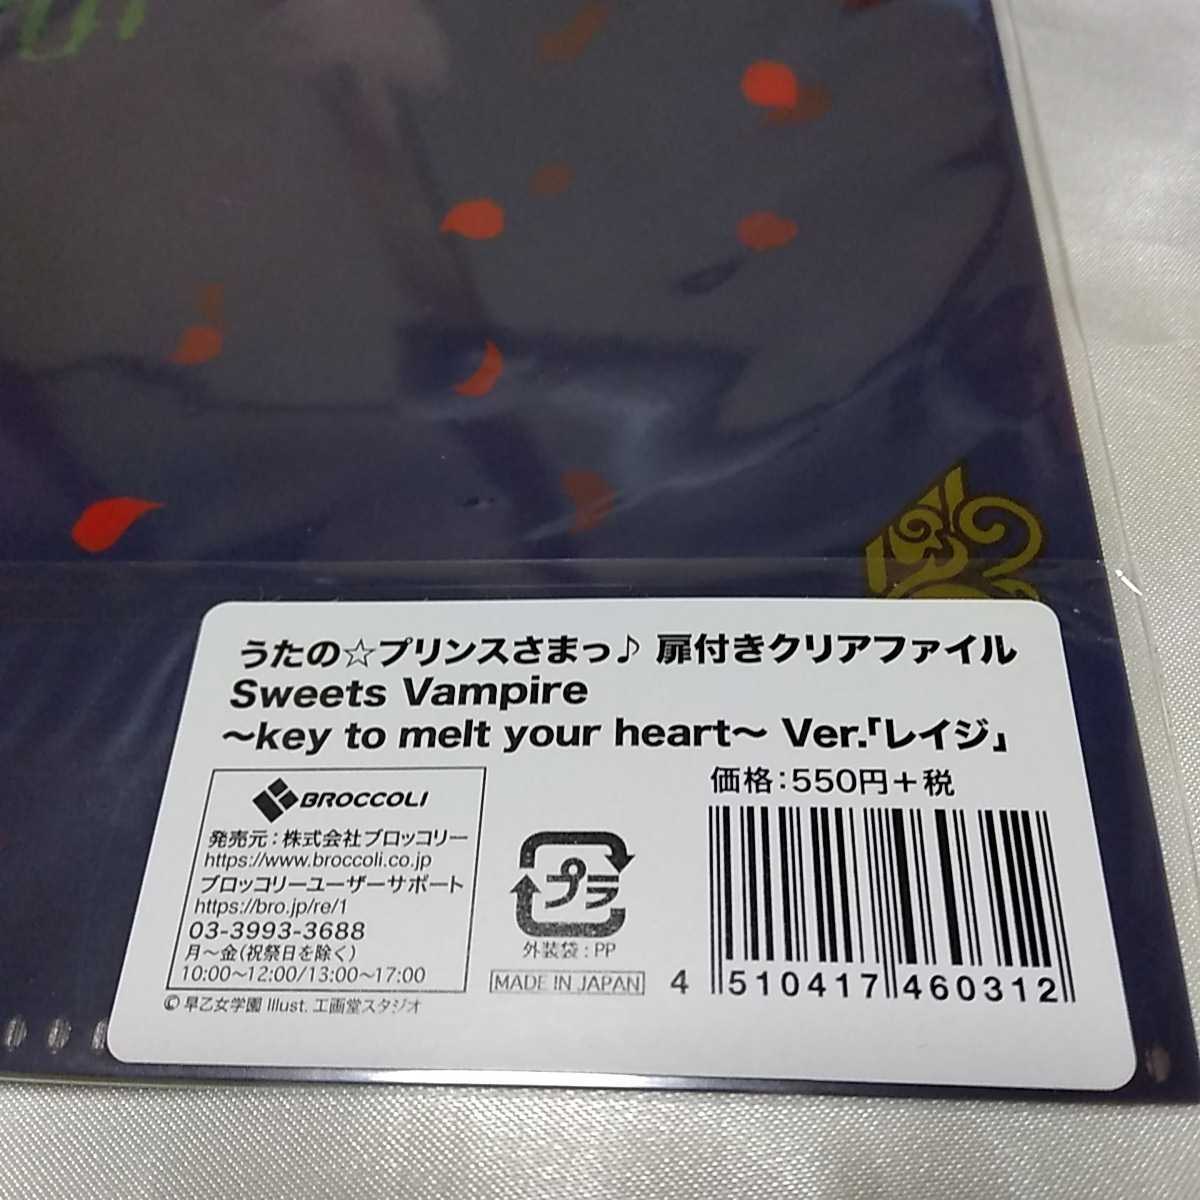 うたの☆プリンスさまっ♪ 扉付きクリアファイル
Sweets Vampire
～key to melt your heart～ Ver.「レイジ」
価格:550円+税
BROCCOLI
発売元:株式会社ブロッコリー
https://www.broccoli.co.jp
ブロッコリーユーザーサポート
https://bro.jp/re/1
03-3993-3688
月～金(祝祭日を除く)
10:00～12:00/13:00～17:00
プラ
外装袋:PP
MADE IN JAPAN
4 510417 460312
© 早乙女学園 Illust. 工画堂スタジオ